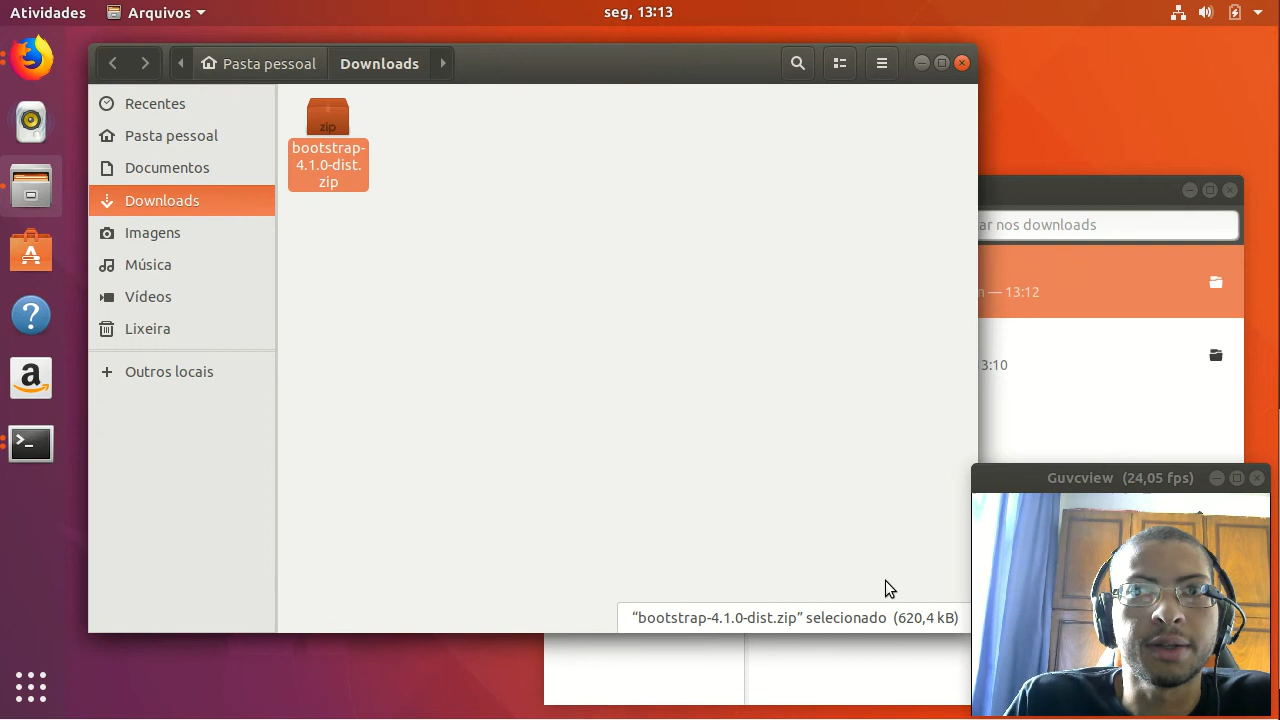 Atividades
Arquivos
seg, 13:13
Pasta pessoal
Downloads
Recentes
Pasta pessoal
Documentos
Downloads
Imagens
Música
Vídeos
Lixeira
Outros locais
zip
bootstrap-
4.1.0-dist.
zip
ar nos downloads
— 13:12
3:10
Guvcview (24,05 fps)
“bootstrap-4.1.0-dist.zip” selecionado (620,4 kB)